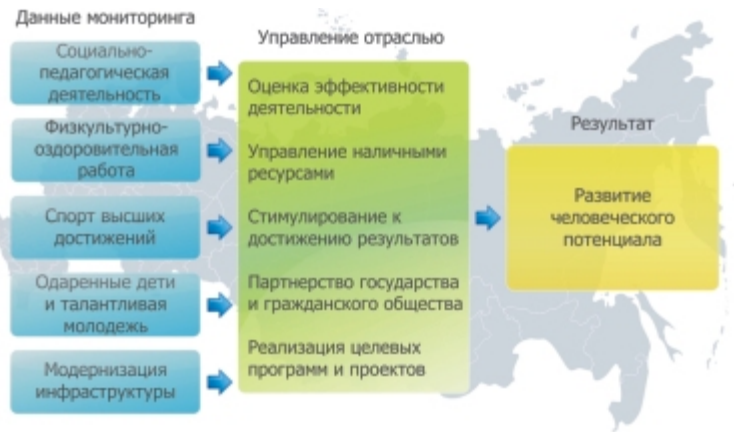 Данные мониторинга
Социально-
педагогическая
деятельность
Физкультурно-
оздоровительная
работа
Спорт высших
достижений
Одаренные дети
и талантливая
молодежь
Модернизация
инфраструктуры
Управление отраслью
Оценка эффективности
деятельности
Управление наличными
ресурсами
Стимулирование к
достижению результатов
Партнерство государства
и гражданского общества
Реализация целевых
программ и проектов
Результат
Развитие
человеческого
потенциала